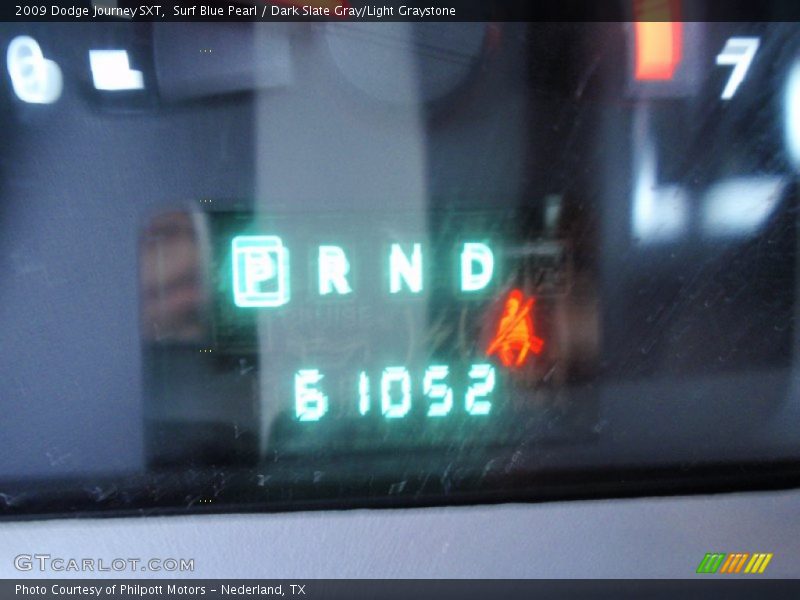 2009 Dodge Journey SXT,  Surf Blue Pearl / Dark Slate Gray/Light Graystone
7
P R N D
61052
GTCARLOT.COM
Photo Courtesy of Philpott Motors - Nederland, TX